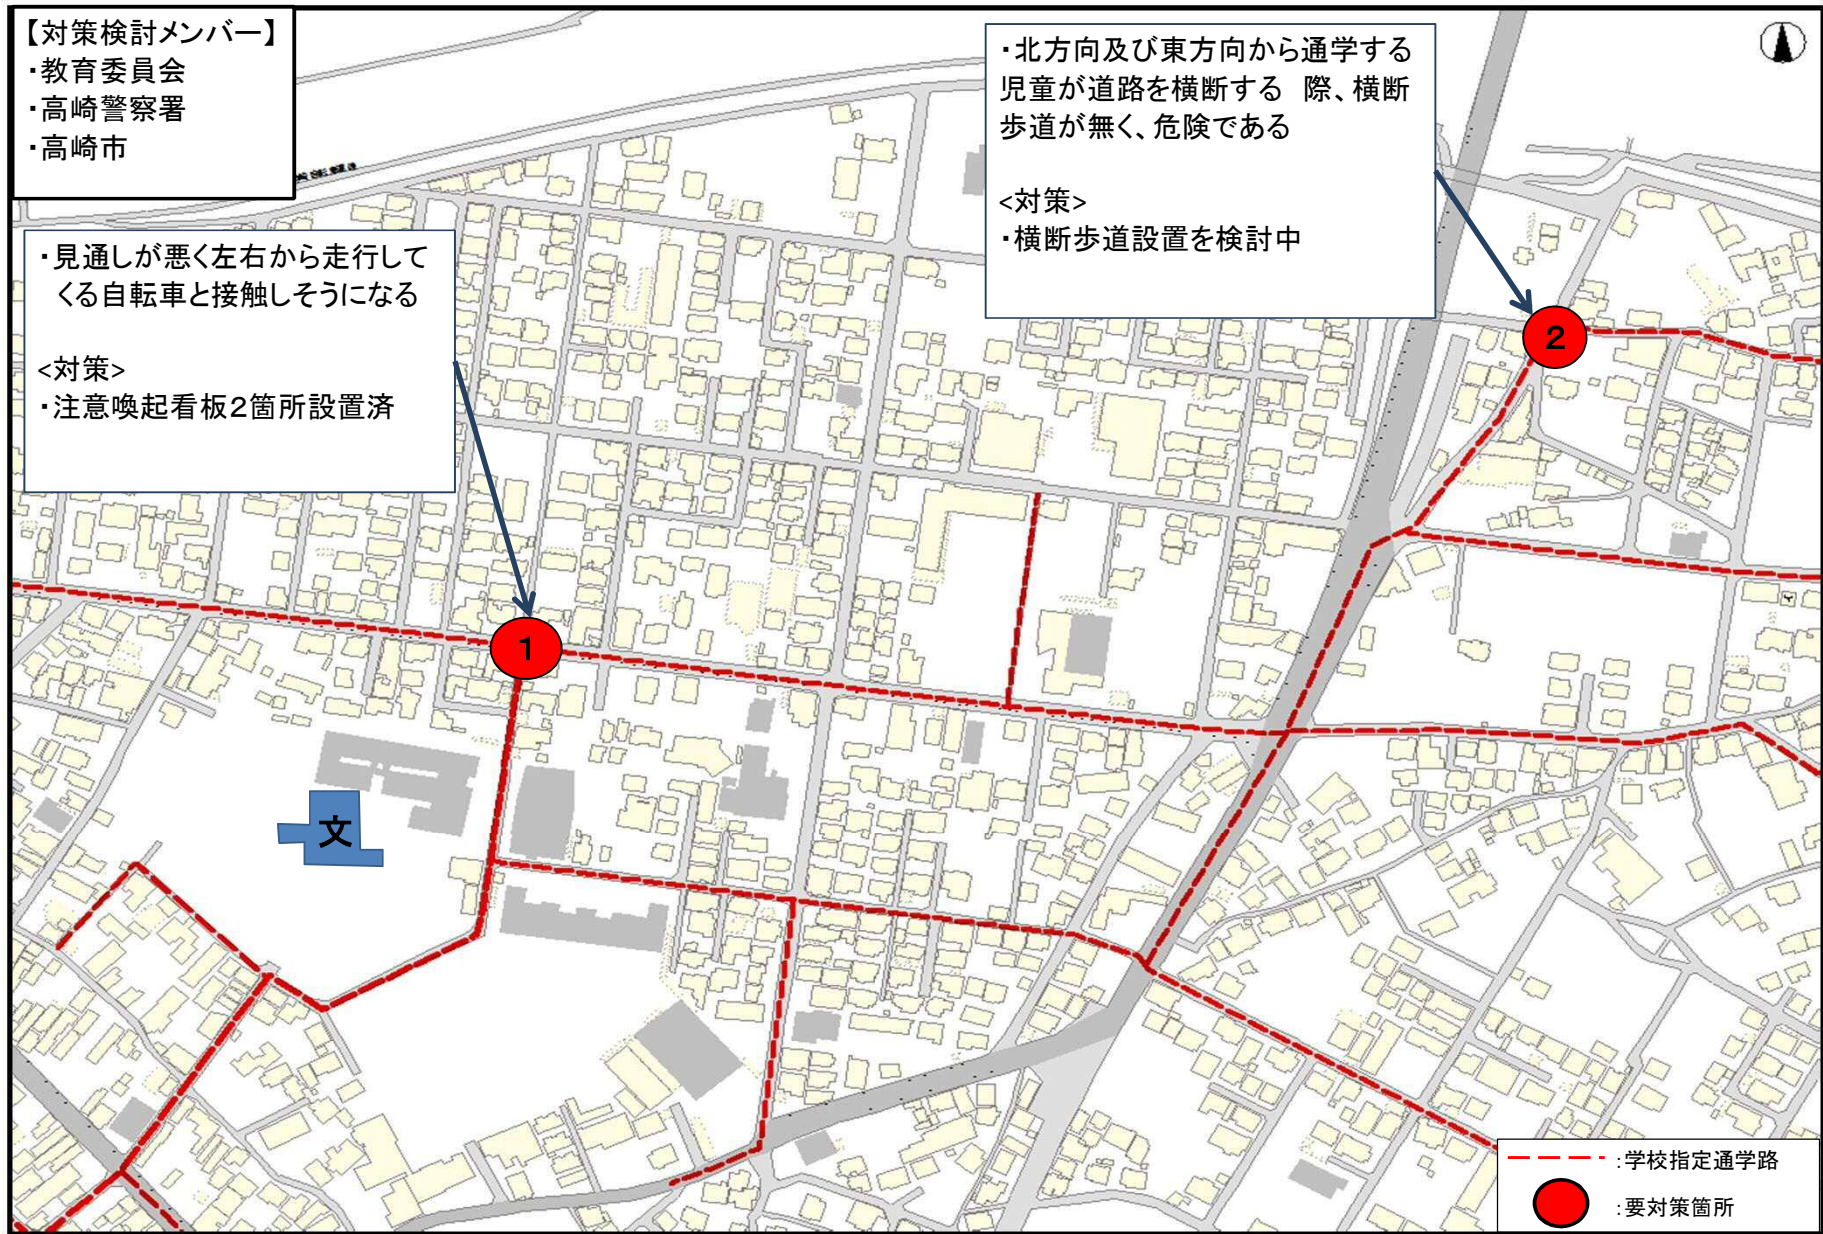 【対策検討メンバー】
・教育委員会
・高崎警察署
・高崎市
・北方向及び東方向から通学する
児童が道路を横断する　際、横断
歩道が無く、危険である
<対策>
・横断歩道設置を検討中
・見通しが悪く左右から走行して
くる自転車と接触しそうになる
<対策>
・注意喚起看板2箇所設置済
2
1
文
:学校指定通学路
:要対策箇所